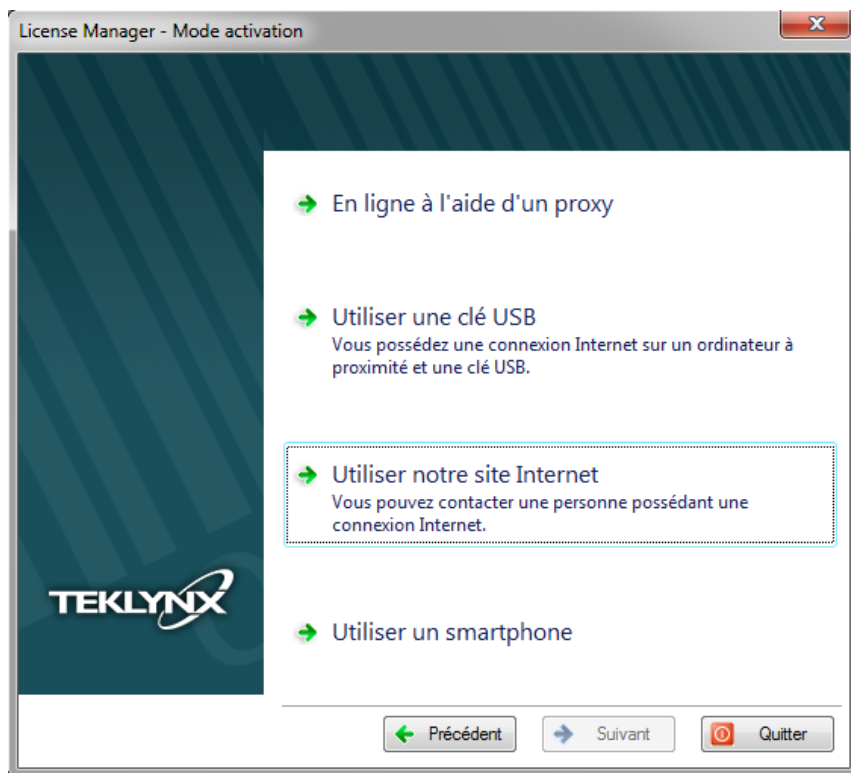 License Manager - Mode activation
En ligne à l'aide d'un proxy
Utiliser une clé USB
Vous possédez une connexion Internet sur un ordinateur à
proximité et une clé USB.
Utiliser notre site Internet
Vous pouvez contacter une personne possédant une
connexion Internet.
TEKLYNX
Utiliser un smartphone
Précédent
Suivant
Quitter